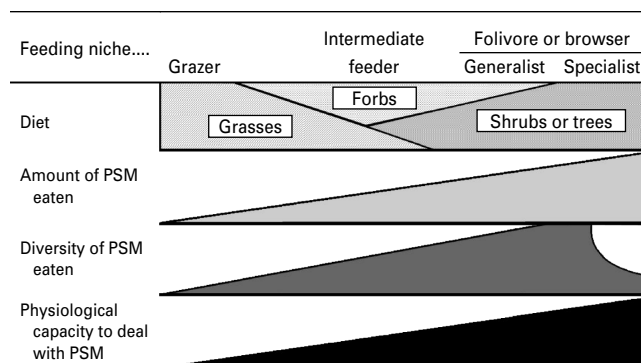 Feeding niche....
Grazer
Intermediate
feeder
Folivore or browser
Generalist Specialist
Diet
Grasses
Forbs
Shrubs or trees
Amount of PSM
eaten
Diversity of PSM
eaten
Physiological
capacity to deal
with PSM